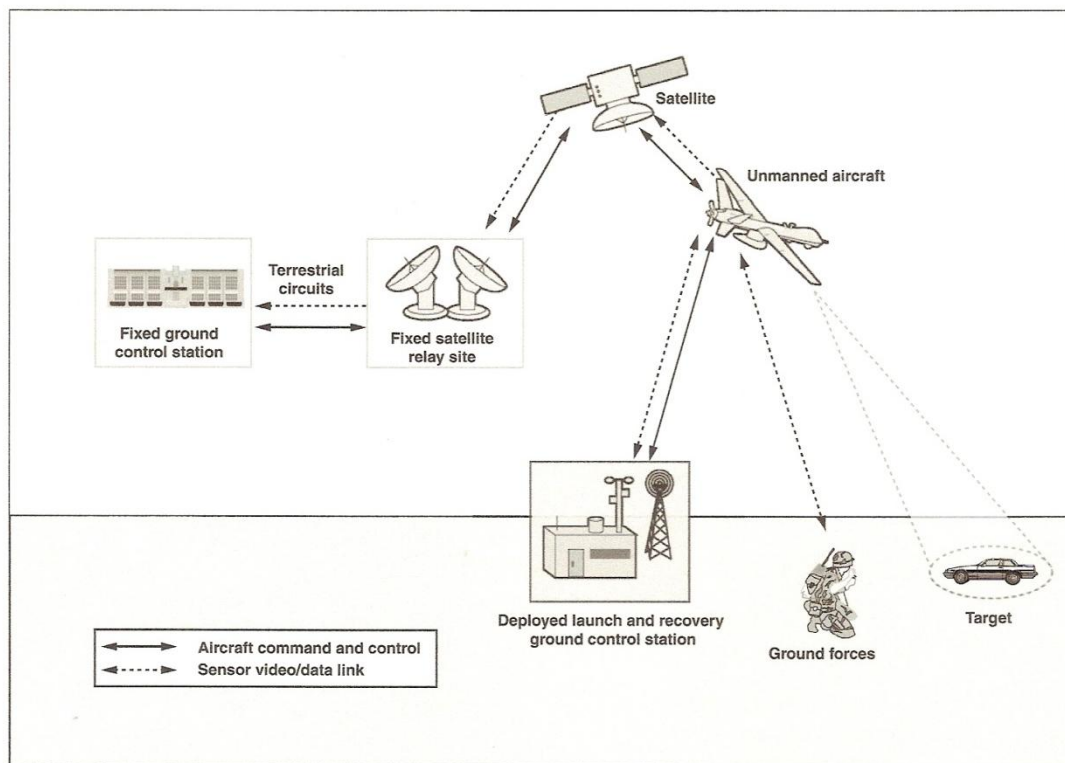 Satellite
Unmanned aircraft
Terrestrial
circuits
Fixed ground
control station
Fixed satellite
relay site
Deployed launch and recovery
ground control station
Ground forces
Target
Aircraft command and control
Sensor video/data link